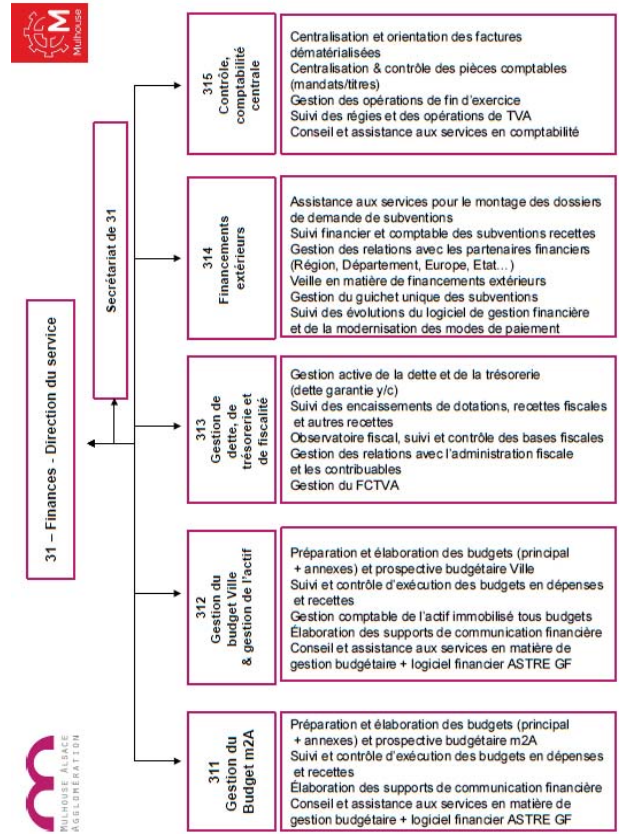 MULHOUSE ALSACE
AGGLOMÉRATION
Mulhouse
31 – Finances - Direction du service
Secrétariat de 31
311
Gestion du
Budget m2A
Préparation et élaboration des budgets (principal
+ annexes) et prospective budgétaire m2A
Suivi et contrôle d'exécution des budgets en dépenses
et recettes
Élaboration des supports de communication financière
Conseil et assistance aux services en matière de
gestion budgétaire + logiciel financier ASTRE GF
312
Gestion du
budget Ville
& gestion de l'actif
Préparation et élaboration des budgets (principal
+ annexes) et prospective budgétaire Ville
Suivi et contrôle d'exécution des budgets en dépenses
et recettes
Gestion comptable de l'actif immobilisé tous budgets
Élaboration des supports de communication financière
Conseil et assistance aux services en matière de
gestion budgétaire + logiciel financier ASTRE GF
313
Gestion de
dette, de
trésorerie et
de fiscalité
Gestion active de la dette et de la trésorerie
(dette garantie y/c)
Suivi des encaissements de dotations, recettes fiscales
et autres recettes
Observatoire fiscal, suivi et contrôle des bases fiscales
Gestion des relations avec l'administration fiscale
et les contribuables
Gestion du FCTVA
314
Financements
extérieurs
Assistance aux services pour le montage des dossiers
de demande de subventions
Suivi financier et comptable des subventions recettes
Gestion des relations avec les partenaires financiers
(Région, Département, Europe, Etat…)
Veille en matière de financements extérieurs
Gestion du guichet unique des subventions
Suivi des évolutions du logiciel de gestion financière
et de la modernisation des modes de paiement
315
Contrôle,
comptabilité
centrale
Centralisation et orientation des factures
dématérialisées
Centralisation & contrôle des pièces comptables
(mandats/titres)
Gestion des opérations de fin d'exercice
Suivi des régies et des opérations de TVA
Conseil et assistance aux services en comptabilité